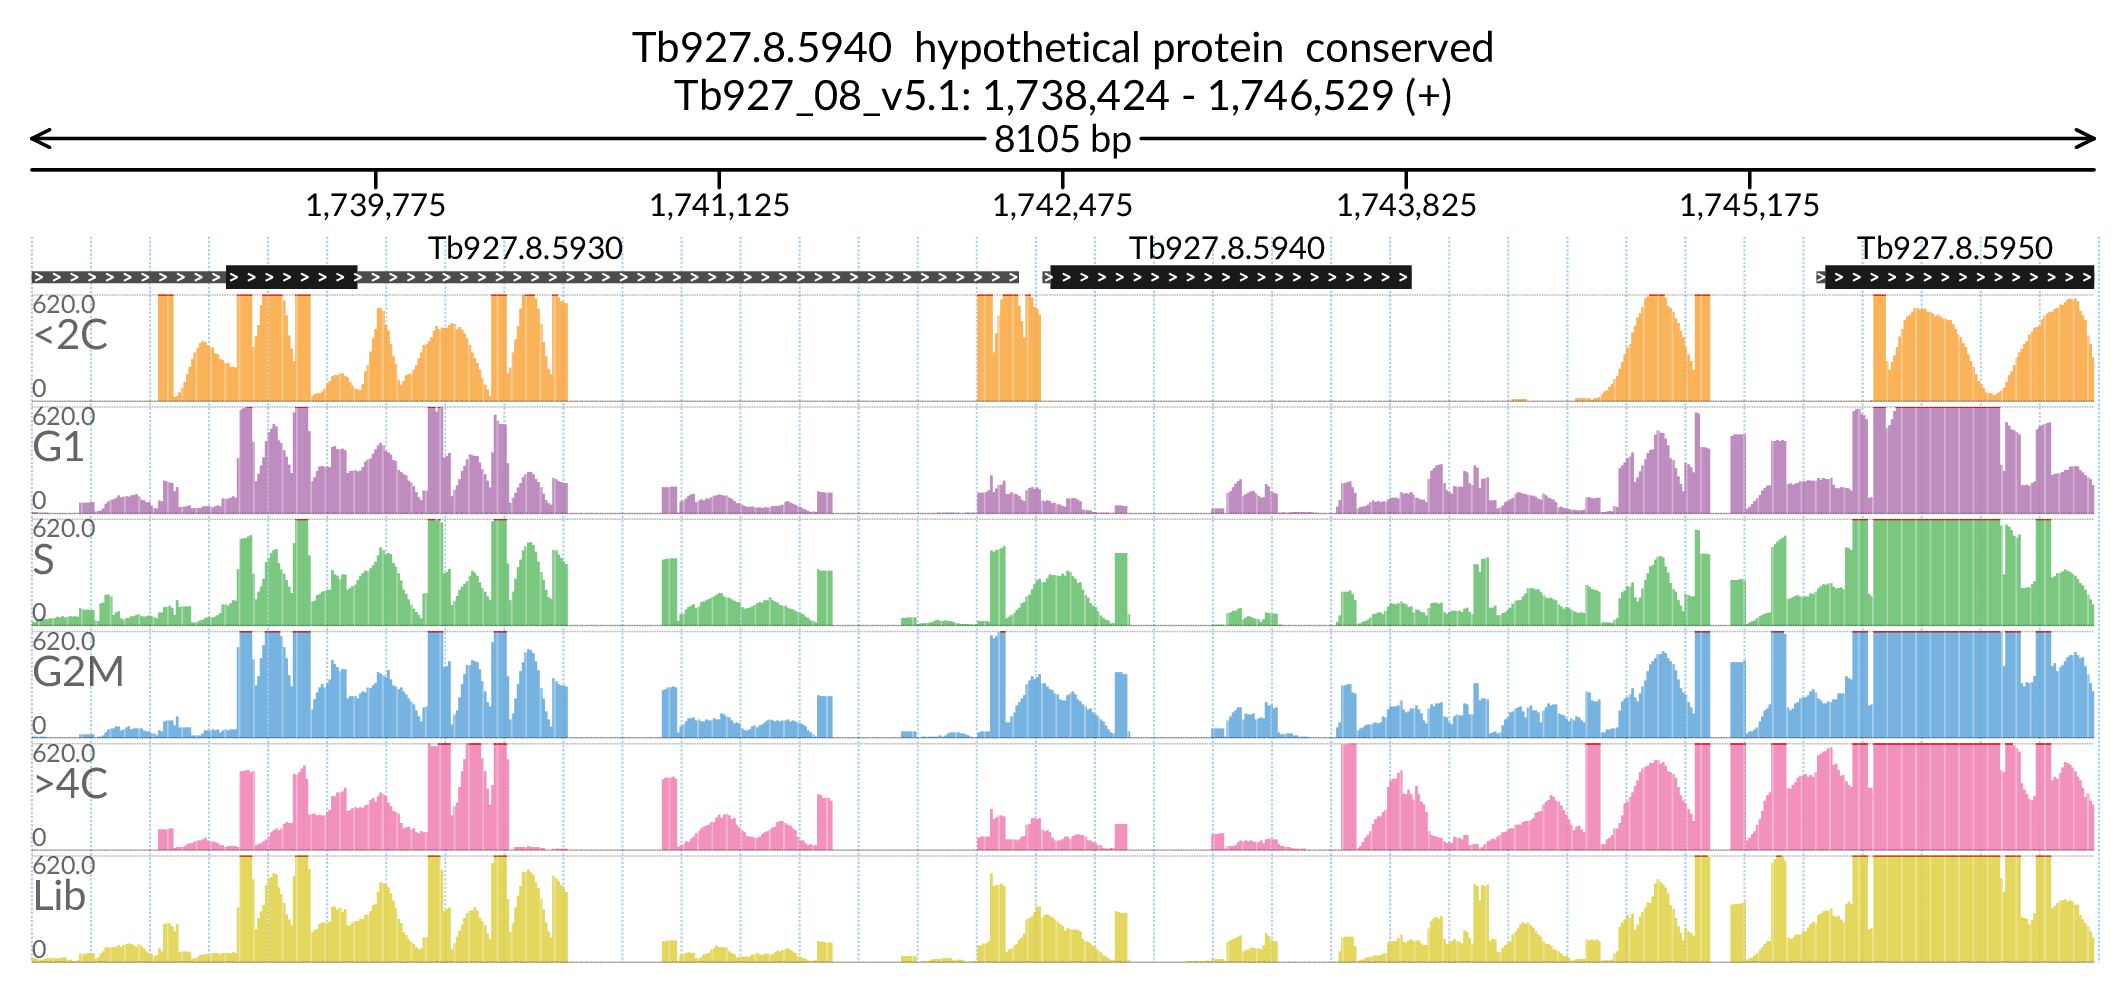 Tb927.8.5940 hypothetical protein conserved
Tb927_08_v5.1: 1,738,424 - 1,746,529 (+)
8105 bp
1,739,775 1,741,125 1,742,475 1,743,825 1,745,175
Tb927.8.5930 Tb927.8.5940 Tb927.8.5950
620.0
<2C
0
620.0
G1
0
620.0
S
0
620.0
G2M
0
620.0
>4C
0
620.0
Lib
0